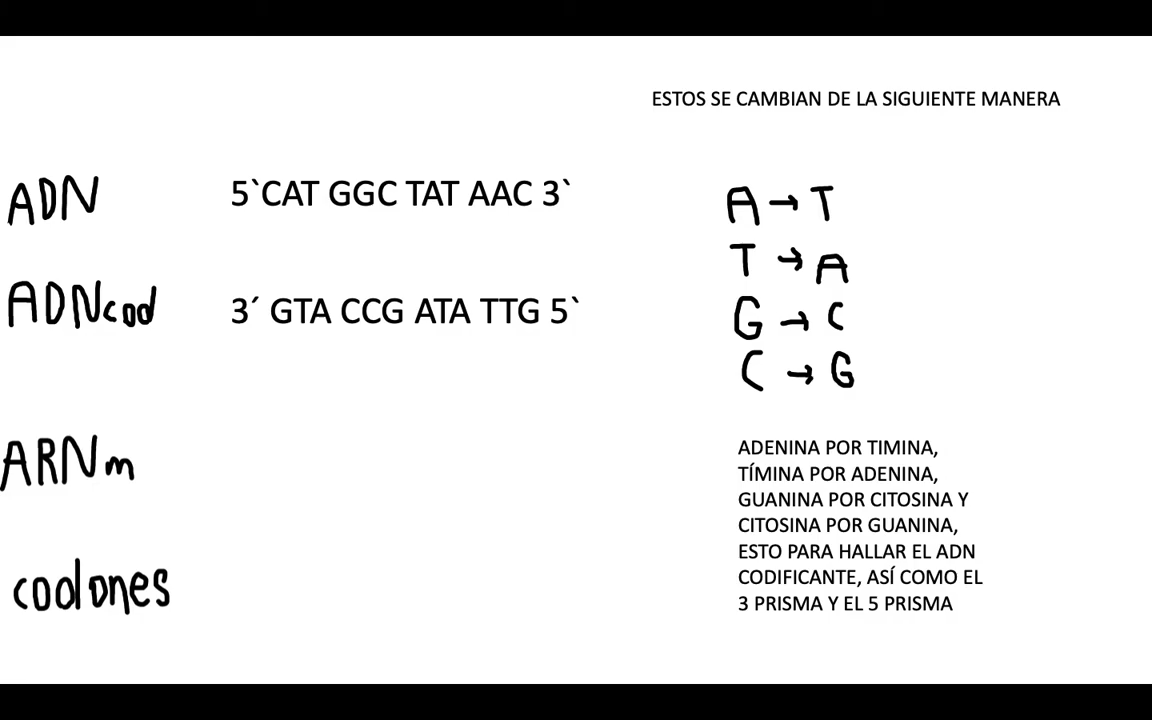 ESTOS SE CAMBIAN DE LA SIGUIENTE MANERA
ADN 5`CAT GGC TAT AAC 3`
ADNcod 3´ GTA CCG ATA TTG 5`
ARNm
codones
A → T
T → A
G → C
C → G
ADENINA POR TIMINA,
TÍMINA POR ADENINA,
GUANINA POR CITOSINA Y
CITOSINA POR GUANINA,
ESTO PARA HALLAR EL ADN
CODIFICANTE, ASÍ COMO EL
3 PRISMA Y EL 5 PRISMA